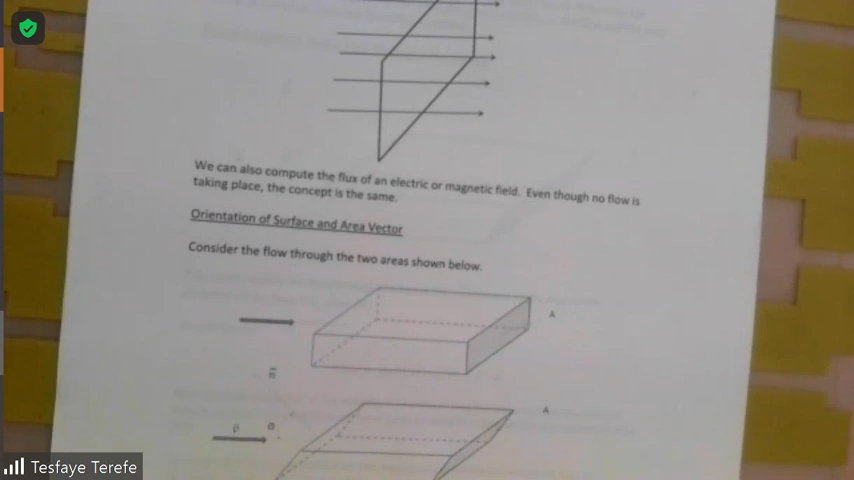 We can also compute the flux of an electric or magnetic field. Even though no flow is
taking place, the concept is the same.
Orientation of Surface and Area Vector
Consider the flow through the two areas shown below.
A
A
Tesfaye Terefe